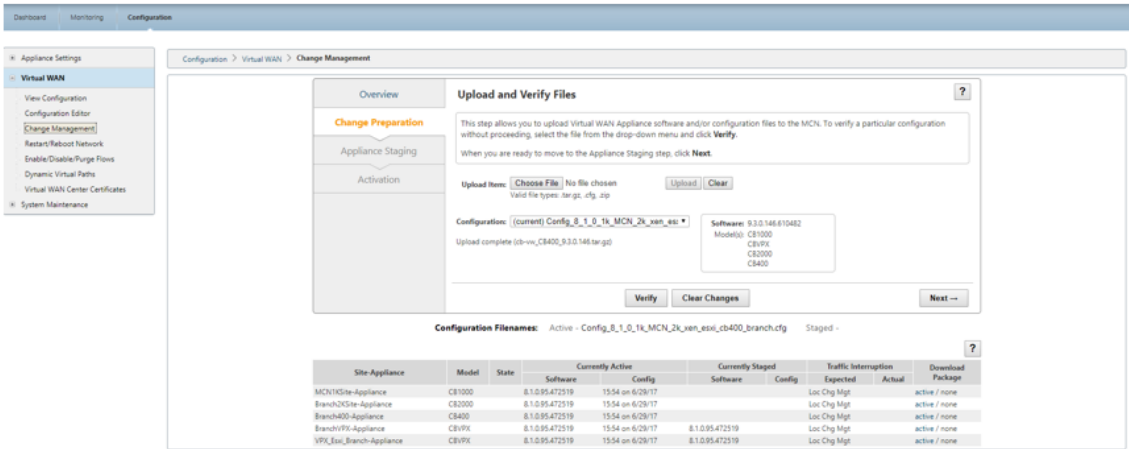 Dashboard Monitoring Configuration
Appliance Settings
Virtual WAN
View Configuration
Configuration Editor
Change Management
Restart/Reboot Network
Enable/Disable/Purge Flows
Dynamic Virtual Paths
Virtual WAN Center Certificates
System Maintenance
Configuration > Virtual WAN > Change Management
Overview
Change Preparation
Appliance Staging
Activation
Upload and Verify Files
?
This step allows you to upload Virtual WAN Appliance software and/or configuration files to the MCN. To verify a particular configuration
without proceeding, select the file from the drop-down menu and click Verify.
When you are ready to move to the Appliance Staging step, click Next.
Upload Item: Choose File No file chosen Upload Clear
Valid file types: .tar.gz, .cfg, .zip
Configuration: (current) Config_8_1_0_1k_MCN_2k_xen_es:
Upload complete (cb-vw_CB400_9.3.0.146.tar.gz)
Software: 9.3.0.146.610482
Model(s): CB1000
CBVPX
CB2000
CB400
Verify Clear Changes Next →
Configuration Filenames: Active - Config_8_1_0_1k_MCN_2k_xen_esxi_cb400_branch.cfg Staged -
?
Site-Appliance Model State Currently Active Currently Staged Traffic Interruption Download Package
Software Config Software Config Expected Actual
MCN1KSite-Appliance CB1000 8.1.0.95.472519 15:54 on 6/29/17 Loc Chg Mgt active / none
Branch2KSite-Appliance CB2000 8.1.0.95.472519 15:54 on 6/29/17 Loc Chg Mgt active / none
Branch400-Appliance CB400 8.1.0.95.472519 15:54 on 6/29/17 Loc Chg Mgt active / none
BranchVPX-Appliance CBVPX 8.1.0.95.472519 15:54 on 6/29/17 8.1.0.95.472519 Loc Chg Mgt active / none
VPX_Esxi_Branch-Appliance CBVPX 8.1.0.95.472519 15:54 on 6/29/17 8.1.0.95.472519 Loc Chg Mgt active / none